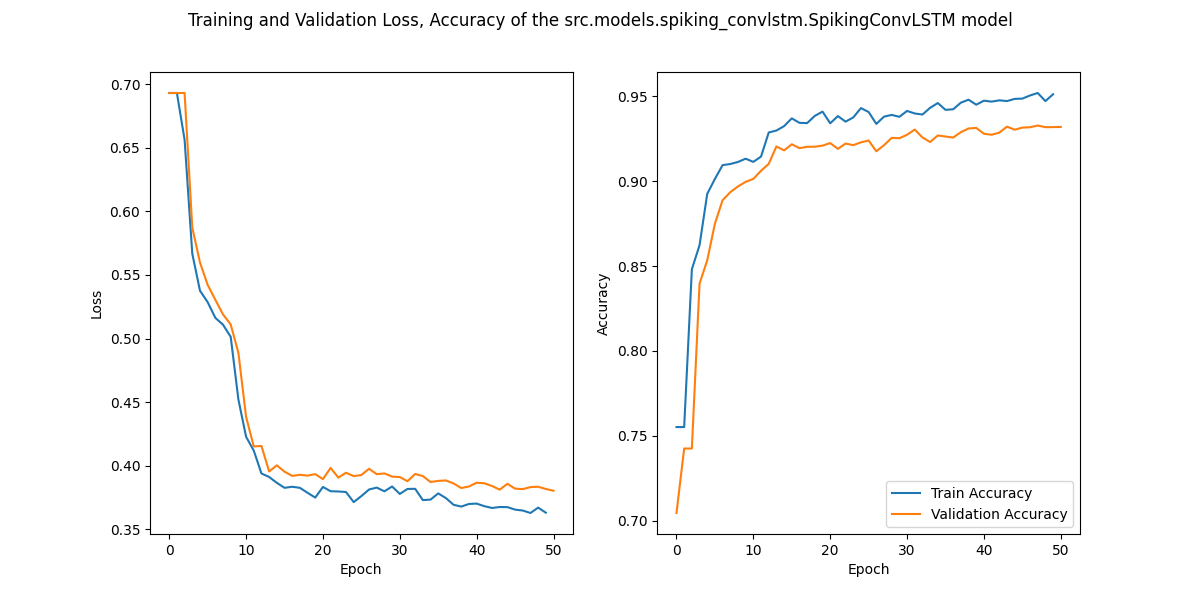 Training and Validation Loss, Accuracy of the src.models.spiking_convlstm.SpikingConvLSTM model
0.70
0.65
0.60
0.55
0.50
0.45
0.40
0.35
Loss
0 10 20 30 40 50
Epoch
0.95
0.90
0.85
0.80
0.75
0.70
Accuracy
Train Accuracy
Validation Accuracy
0 10 20 30 40 50
Epoch